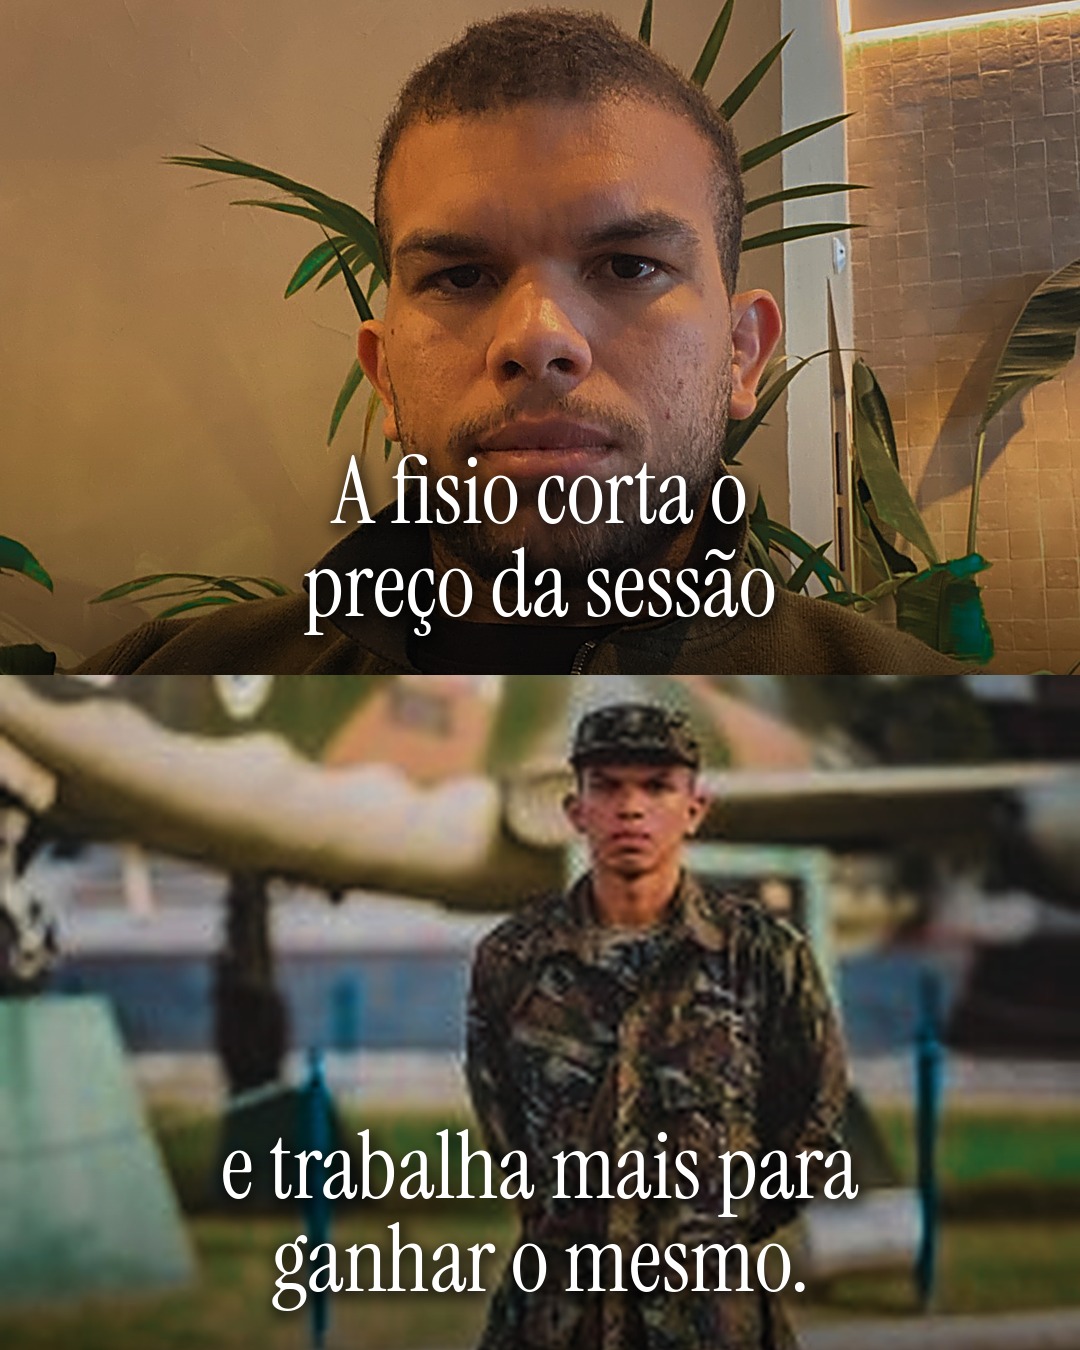 A fisio corta o
preço da sessão
e trabalha mais para
ganhar o mesmo.